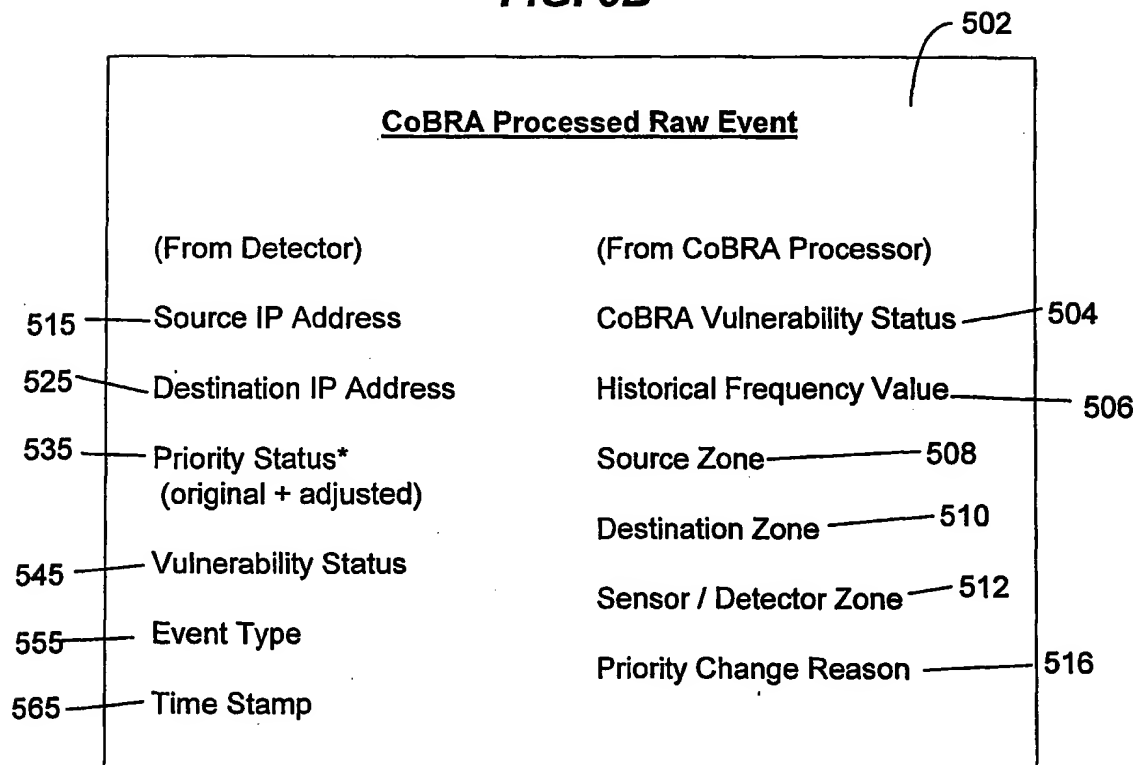 502
CoBRA Processed Raw Event
(From Detector)
515 Source IP Address
525 Destination IP Address
535 Priority Status*
(original + adjusted)
545 Vulnerability Status
555 Event Type
565 Time Stamp
(From CoBRA Processor)
CoBRA Vulnerability Status 504
Historical Frequency Value 506
Source Zone 508
Destination Zone 510
Sensor / Detector Zone 512
Priority Change Reason 516